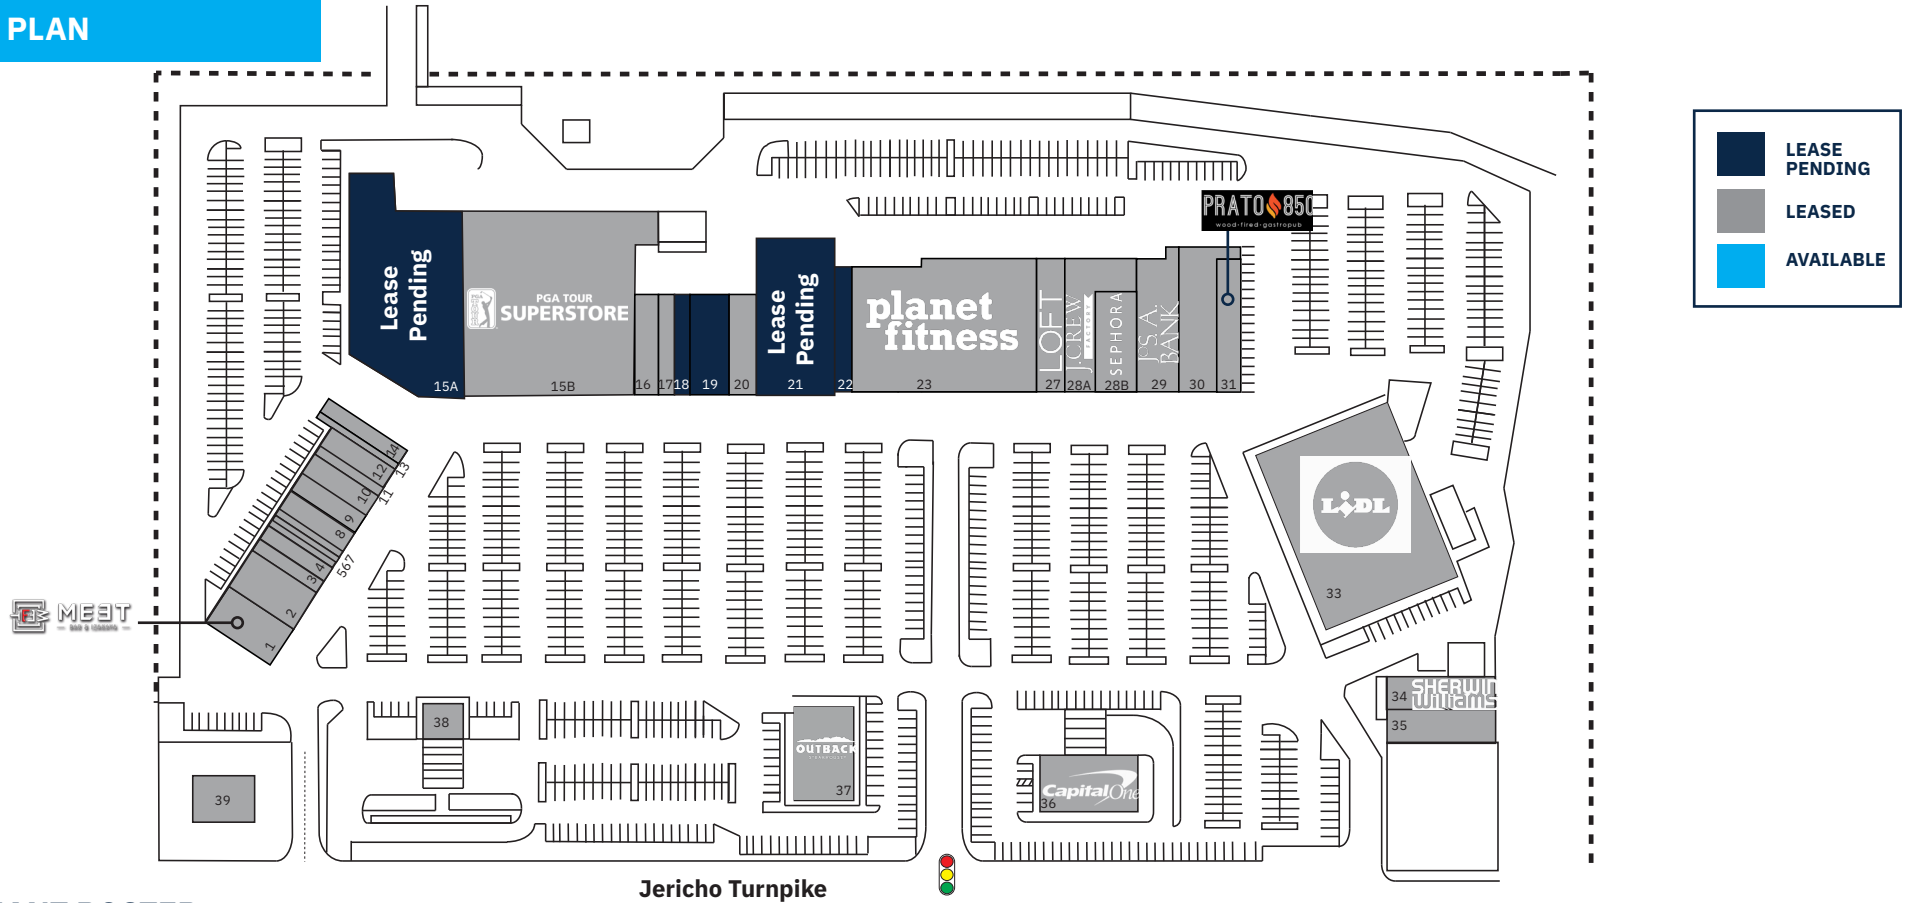 PLAN
LEASE
PENDING
LEASED
AVAILABLE
PRATO 850
wood-fired-gastropub
Lease
Pending
15A
PGA TOUR
SUPERSTORE
15B
16
17
18
19
20
Lease
Pending
21
22
planet
fitness
23
LOFT
27
J.CREW
FACTORY
28A
SEPHORA
28B
JOS. A.
BANK
29
30
31
14
13
12
11
10
9
8
567
4
3
2
1
MEET
LIDL
33
34
SHERWIN
Williams
35
38
39
OUTBACK
37
Capital One
36
Jericho Turnpike